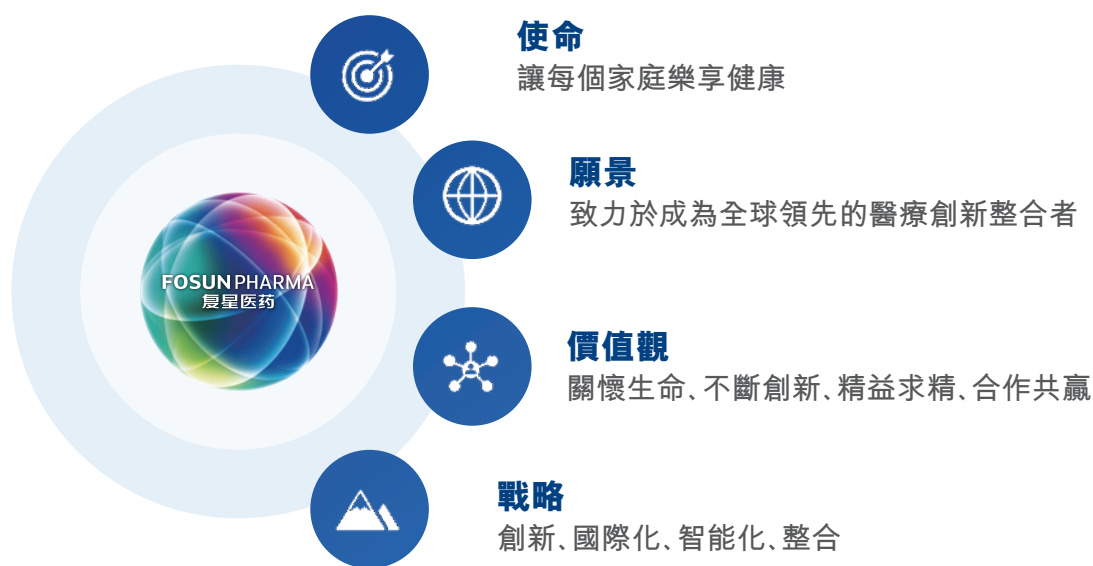 使命
讓每個家庭樂享健康
願景
致力於成為全球領先的醫療創新整合者
FOSUN PHARMA
复星医药
價值觀
關懷生命、不斷創新、精益求精、合作共贏
戰略
創新、國際化、智能化、整合